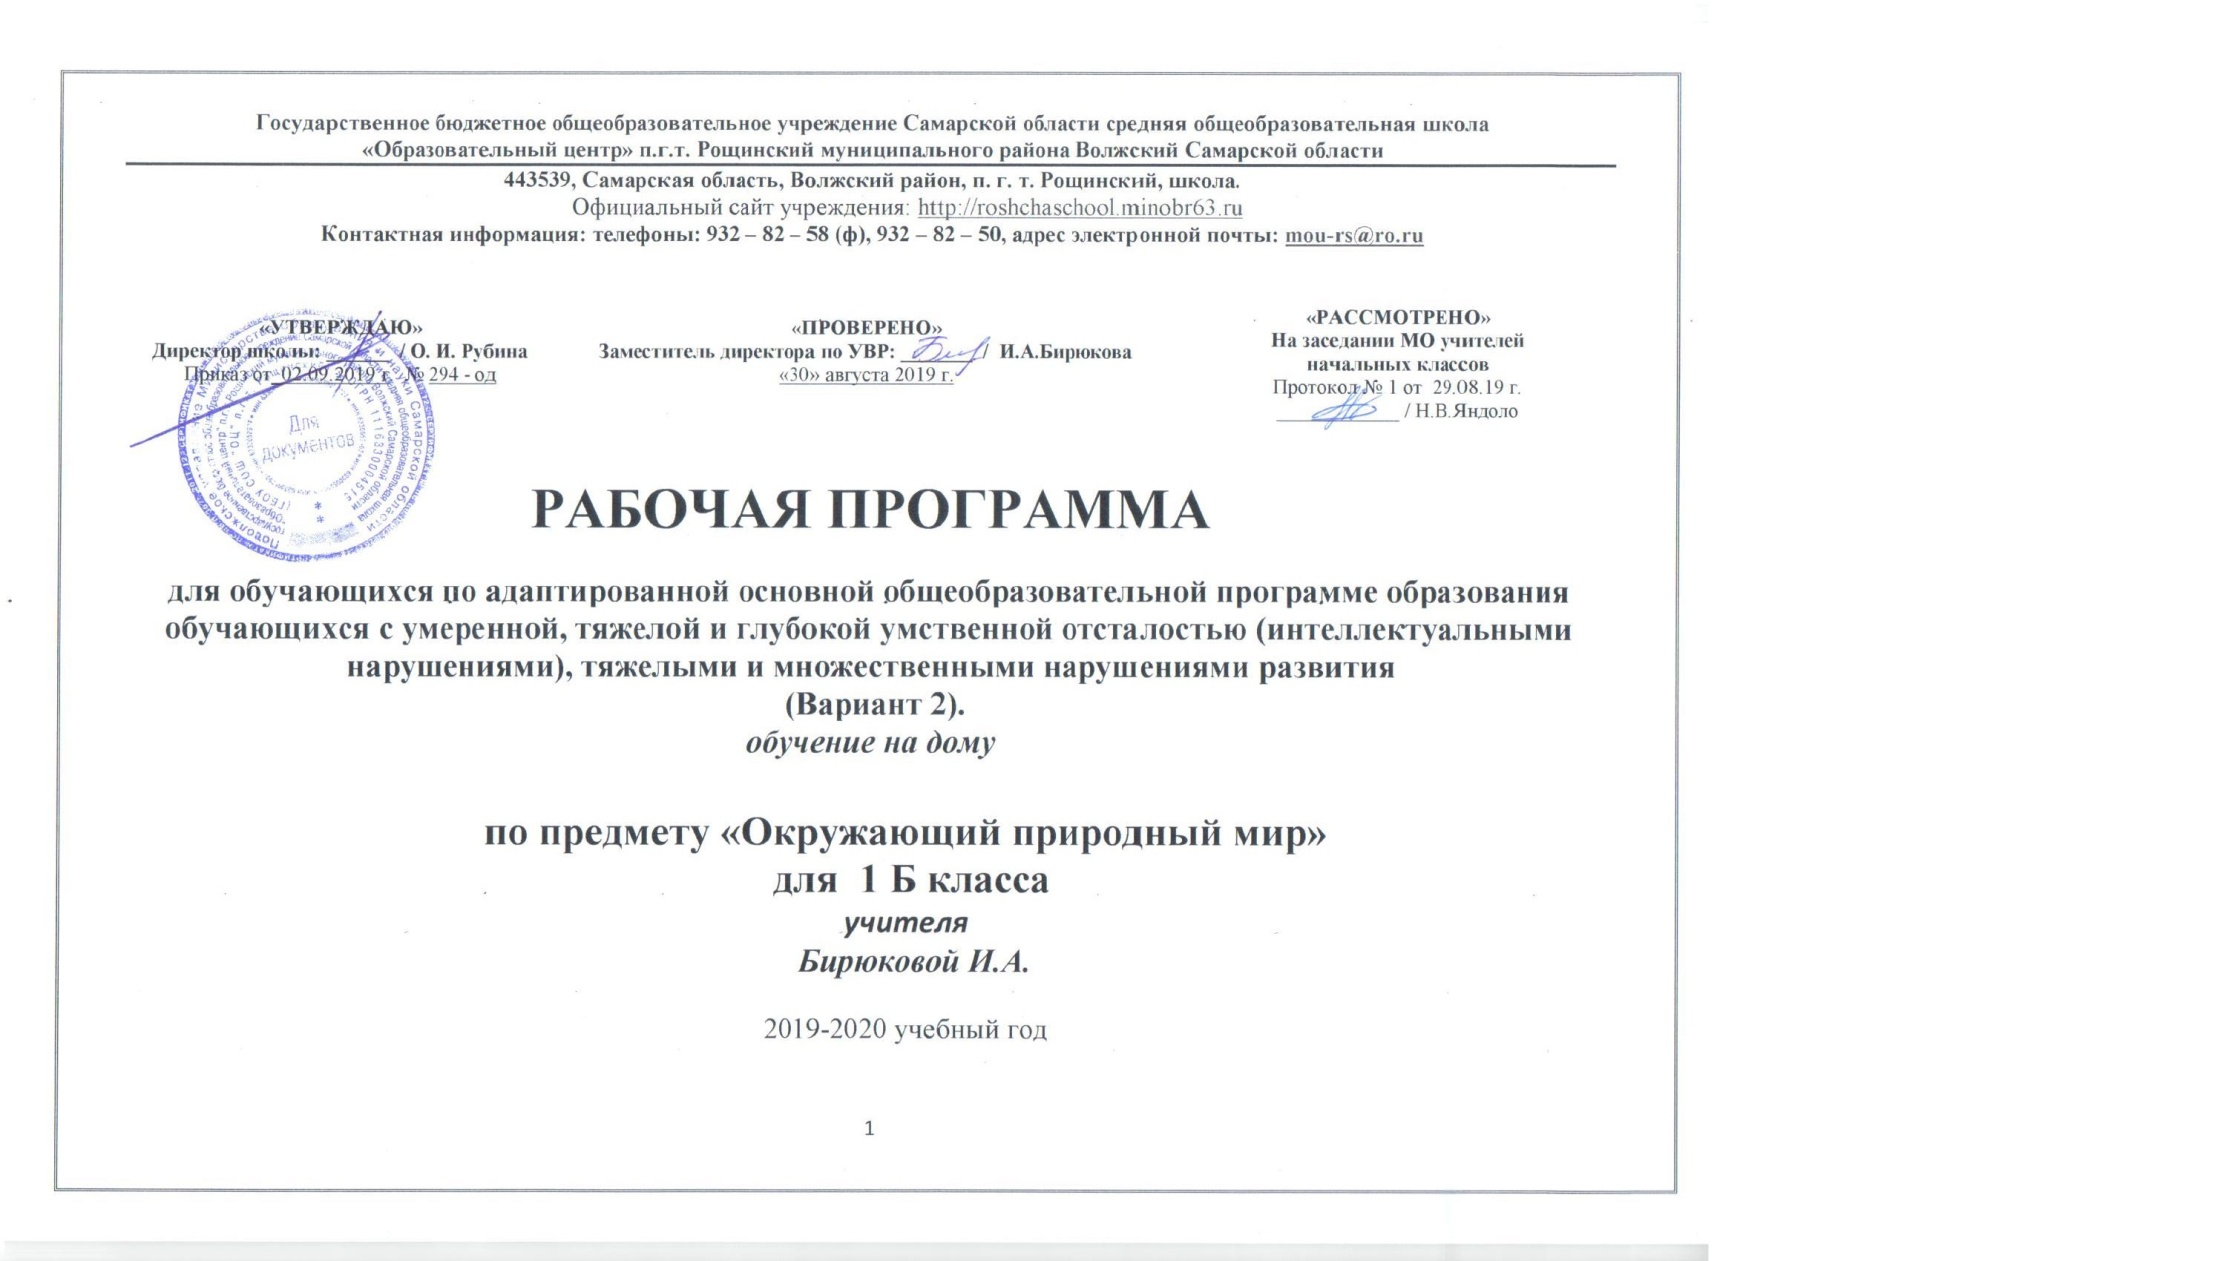 Государственное бюджетное общеобразовательное учреждение Самарской области средняя общеобразовательная школа
«Образовательный центр» п.г.т. Рощинский муниципального района Волжский Самарской области
443539, Самарская область, Волжский район, п. г. т. Рощинский, школа.
Официальный сайт учреждения: http://roshchaschool.minobr63.ru
Контактная информация: телефоны: 932 – 82 – 58 (ф), 932 – 82 – 50, адрес электронной почты: mou-rs@ro.ru
«УТВЕРЖДАЮ»
Директор школы: ______ / О. И. Рубина
Приказ от 02.09.2019 г. № 294 - од
«ПРОВЕРЕНО»
Заместитель директора по УВР: ________/ И.А.Бирюкова
«30» августа 2019 г.
«РАССМОТРЕНО»
На заседании МО учителей
начальных классов
Протокол № 1 от 29.08.19 г.
____________ / Н.В.Яндоло
Для
документов
РАБОЧАЯ ПРОГРАММА
для обучающихся по адаптированной основной общеобразовательной программе образования
обучающихся с умеренной, тяжелой и глубокой умственной отсталостью (интеллектуальными
нарушениями), тяжелыми и множественными нарушениями развития
(Вариант 2).
обучение на дому
по предмету «Окружающий природный мир»
для 1 Б класса
учителя
Бирюковой И.А.
2019-2020 учебный год
1